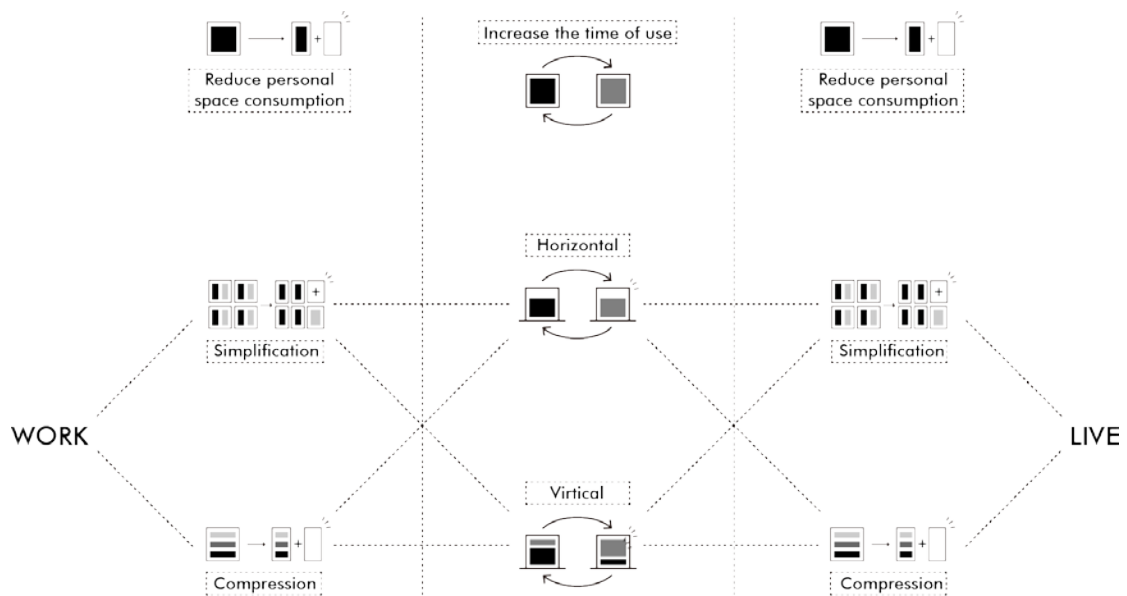 Increase the time of use
Reduce personal
space consumption
Reduce personal
space consumption
Horizontal
Simplification
Simplification
WORK
LIVE
Virtical
Compression
Compression